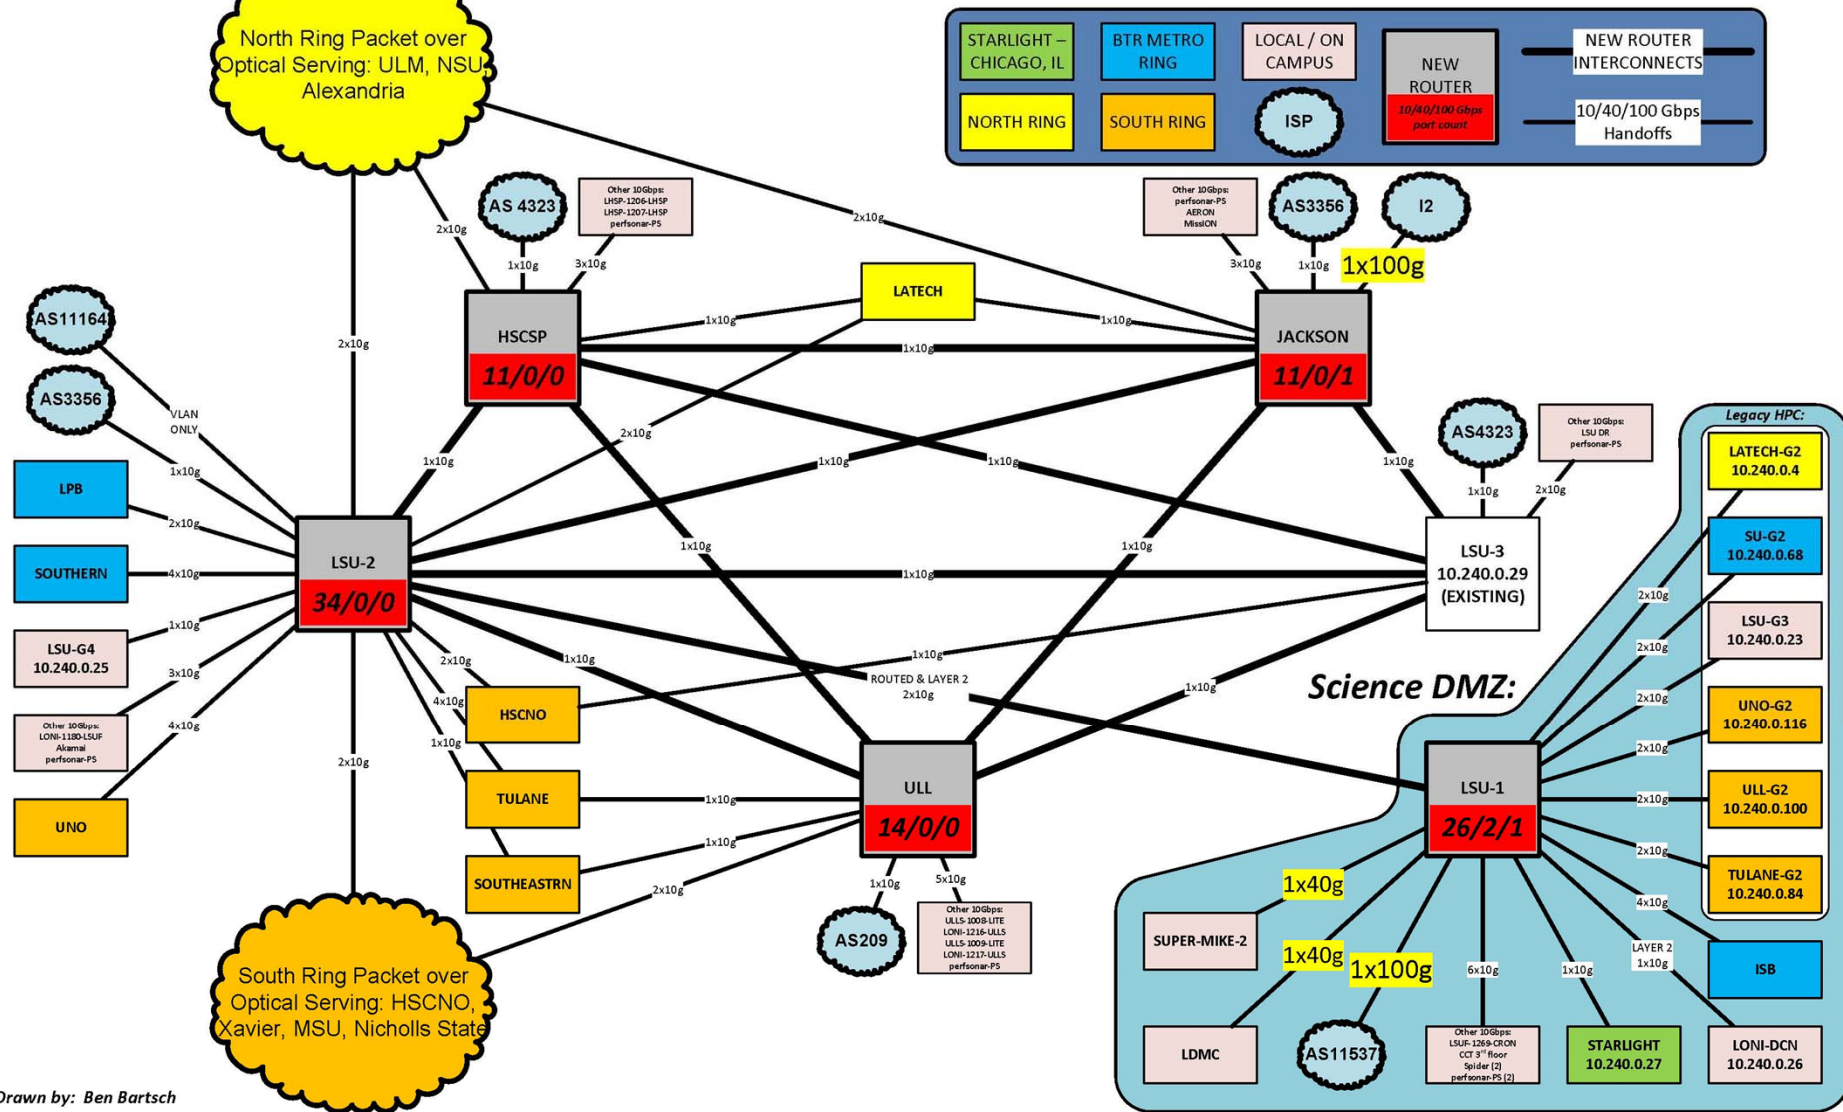 North Ring Packet over
Optical Serving: ULM, NSU,
Alexandria
STARLIGHT –
CHICAGO, IL
BTR METRO
RING
LOCAL / ON
CAMPUS
NEW
ROUTER
10/40/100 Gbps
port count
NEW ROUTER
INTERCONNECTS
NORTH RING
SOUTH RING
ISP
10/40/100 Gbps
Handoffs
AS 4323
Other 10Gbps:
LHSP-1206-LHSP
LHSP-1207-LHSP
perfsonar-PS
2x10g
1x10g
3x10g
2x10g
Other 10Gbps:
perfsonar-PS
AERON
MissION
AS3356
I2
3x10g
1x10g
1x100g
LATECH
HSCSP
11/0/0
JACKSON
11/0/1
1x10g
1x10g
1x10g
2x10g
AS11164
AS3356
VLAN
ONLY
1x10g
LPB
2x10g
SOUTHERN
4x10g
LSU-G4
10.240.0.25
1x10g
3x10g
Other 10Gbps:
LONI-1180-LSUF
Akamai
perfsonar-PS
4x10g
UNO
LSU-2
34/0/0
1x10g
2x10g
1x10g
1x10g
1x10g
AS4323
Other 10Gbps:
LSU DR
perfsonar-PS
1x10g
2x10g
LSU-3
10.240.0.29
(EXISTING)
1x10g
1x10g
1x10g
2x10g
1x10g
1x10g
ROUTED & LAYER 2
2x10g
1x10g
HSCNO
4x10g
1x10g
2x10g
TULANE
1x10g
SOUTHEASTRN
1x10g
2x10g
ULL
14/0/0
1x10g
5x10g
AS209
Other 10Gbps:
ULLS-1008-LITE
LONI-1216-ULLS
ULLS-1009-LITE
LONI-1217-ULLS
perfsonar-PS
South Ring Packet over
Optical Serving: HSCNO,
Xavier, MSU, Nicholls State
Science DMZ:
Legacy HPC:
LATECH-G2
10.240.0.4
SU-G2
10.240.0.68
LSU-G3
10.240.0.23
UNO-G2
10.240.0.116
ULL-G2
10.240.0.100
TULANE-G2
10.240.0.84
2x10g
2x10g
2x10g
2x10g
2x10g
2x10g
LSU-1
26/2/1
1x40g
1x40g
1x100g
6x10g
1x10g
LAYER 2
1x10g
4x10g
SUPER-MIKE-2
ISB
LDMC
AS11537
Other 10Gbps:
LSUF-1269-CRON
CCT 3rd floor
Spider (2)
perfsonar-PS (2)
STARLIGHT
10.240.0.27
LONI-DCN
10.240.0.26
Drawn by: Ben Bartsch